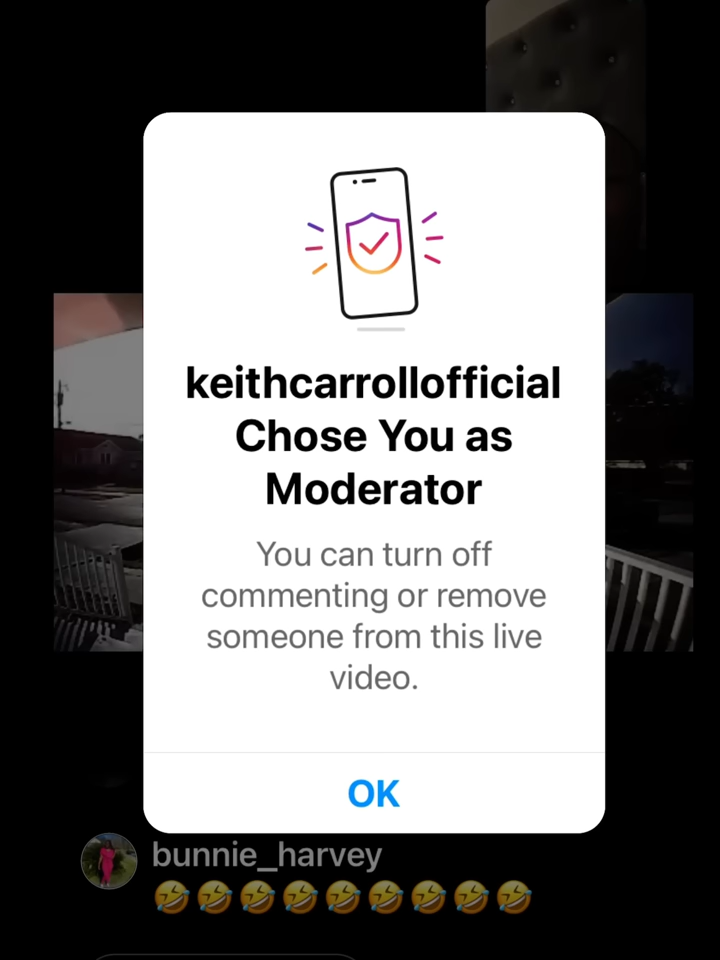 keithcarrollofficial
Chose You as
Moderator
You can turn off
commenting or remove
someone from this live
video.
OK
bunnie_harvey
🤣🤣🤣🤣🤣🤣🤣🤣🤣